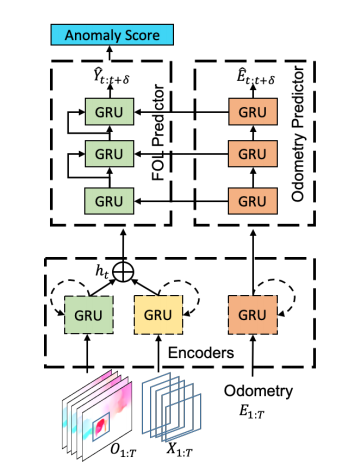 Anomaly Score
Ŷ_{t:t+δ}
Ê_{t:t+δ}
GRU
GRU
GRU
GRU
GRU
GRU
FOL Predictor
Odometry Predictor
h_t
GRU
GRU
GRU
Encoders
O_{1:T}
X_{1:T}
Odometry
E_{1:T}